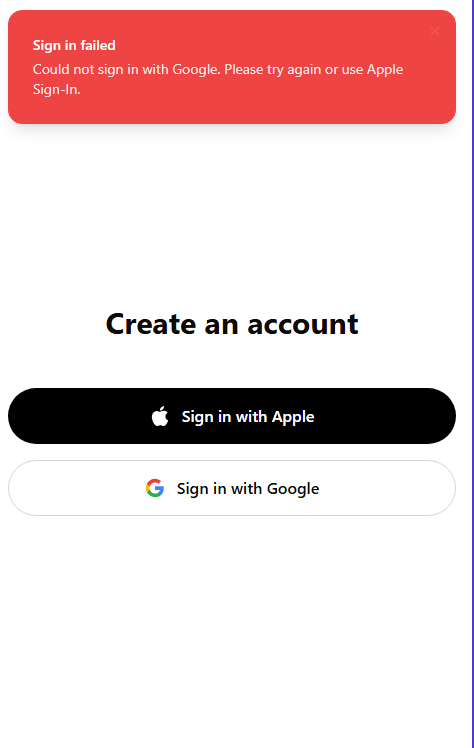 Sign in failed
Could not sign in with Google. Please try again or use Apple
Sign-In.
Create an account
Sign in with Apple
Sign in with Google